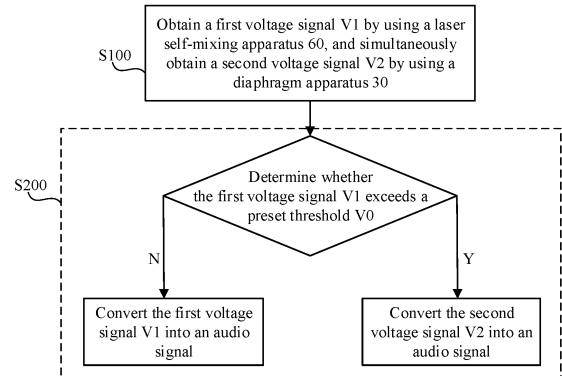 Obtain a first voltage signal V1 by using a laser
self-mixing apparatus 60, and simultaneously
obtain a second voltage signal V2 by using a
diaphragm apparatus 30
S100
S200
Determine whether
the first voltage signal V1 exceeds a
preset threshold V0
N
Y
Convert the first voltage
signal V1 into an audio
signal
Convert the second
voltage signal V2 into an
audio signal